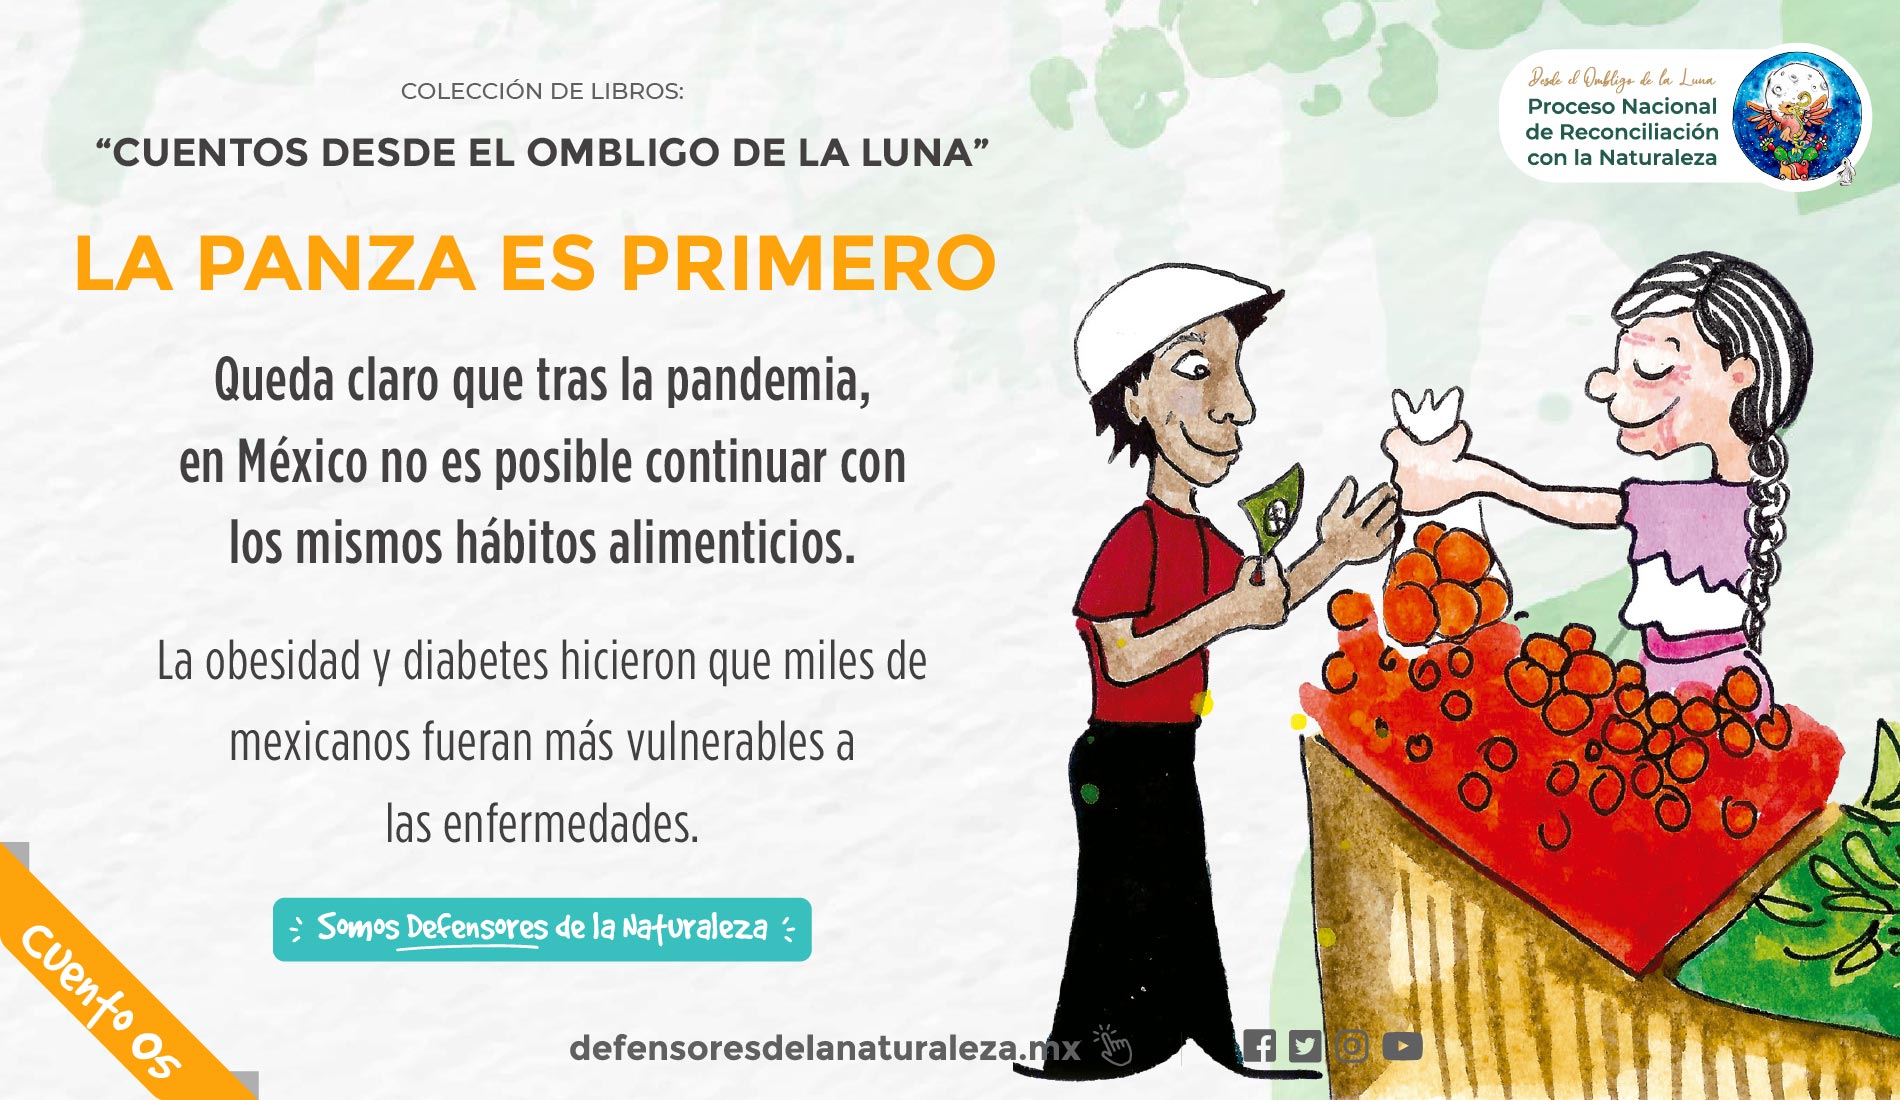 COLECCIÓN DE LIBROS:
“CUENTOS DESDE EL OMBLIGO DE LA LUNA”
LA PANZA ES PRIMERO
Queda claro que tras la pandemia,
en México no es posible continuar con
los mismos hábitos alimenticios.
La obesidad y diabetes hicieron que miles de
mexicanos fueran más vulnerables a
las enfermedades.
Somos Defensores de la Naturaleza
Cuento 05
defensoresdelanaturaleza.mx
Desde el Ombligo de la Luna
Proceso Nacional
de Reconciliación
con la Naturaleza